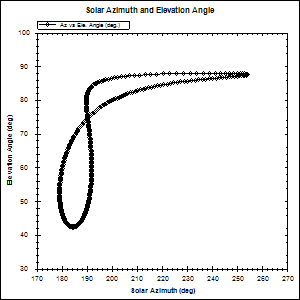 Solar Azimuth and Elevation Angle
Az vs Ele. Angle (deg.)
100
90
80
70
60
50
40
30
Elevation Angle (deg)
170 180 190 200 210 220 230 240 250 260 270
Solar Azimuth (deg)